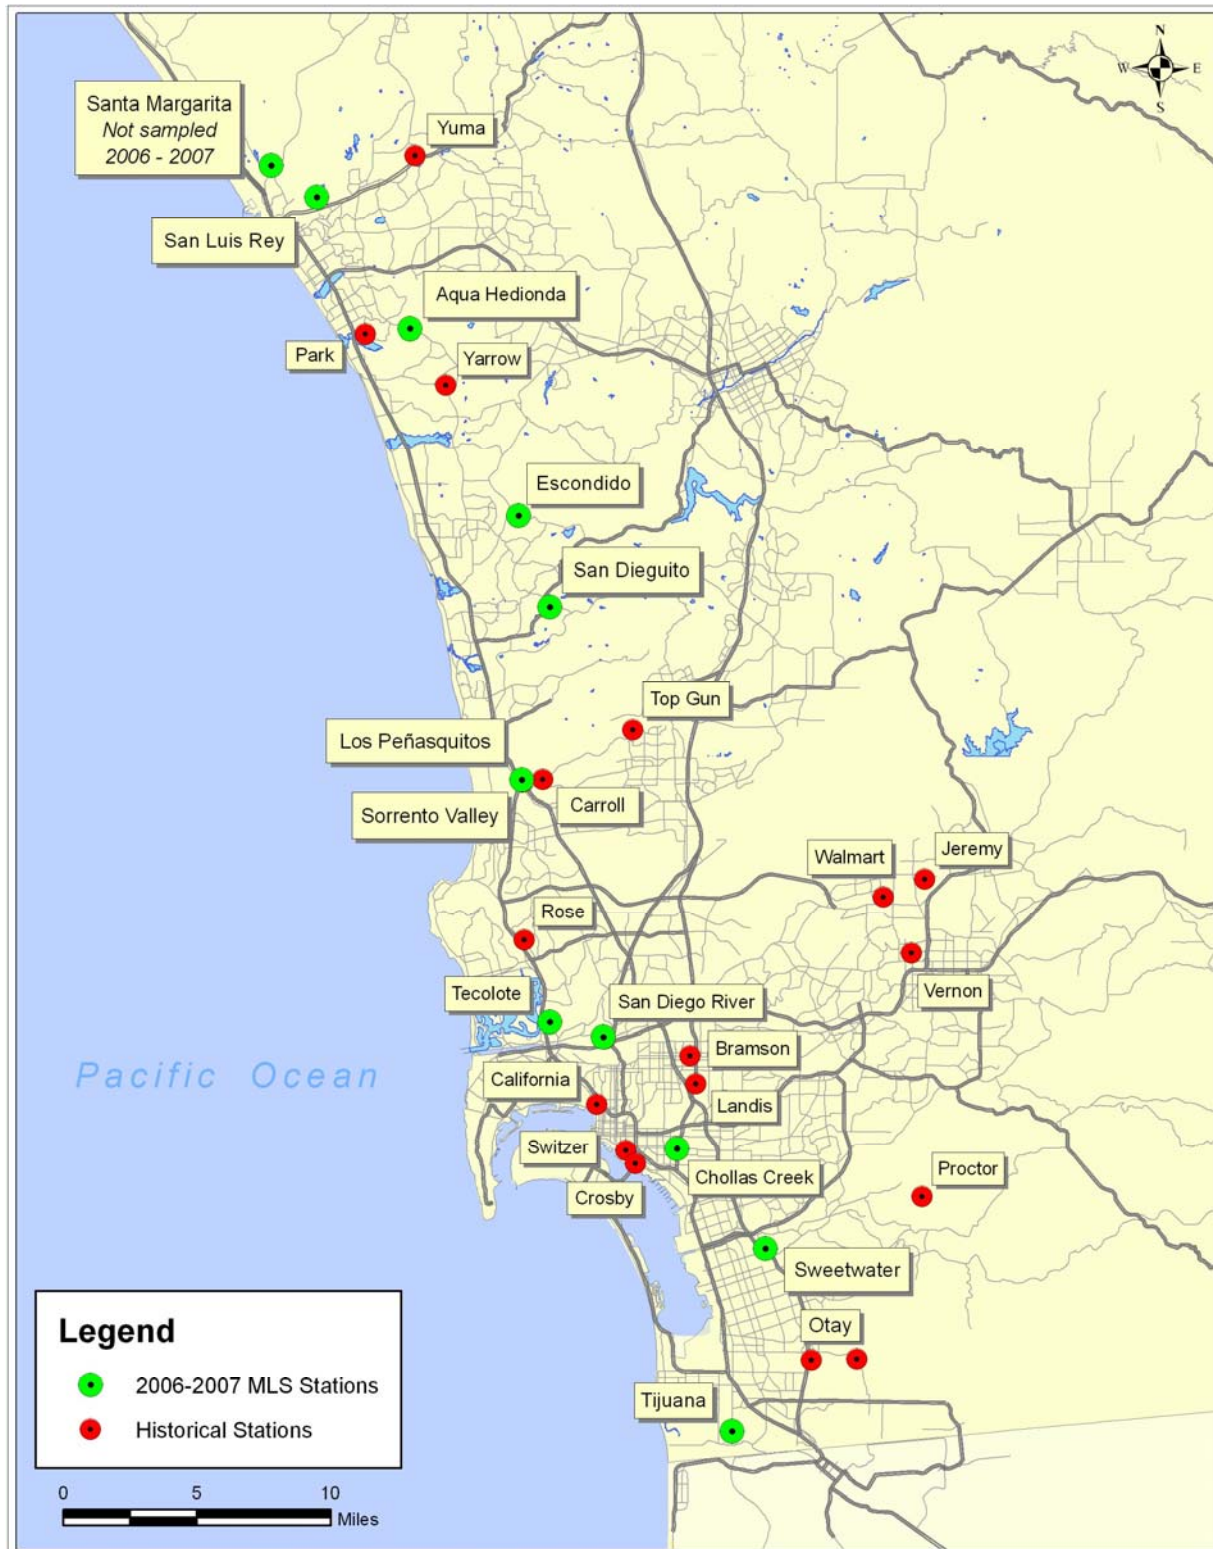 N
W E
S
Santa Margarita
Not sampled
2006 - 2007
Yuma
San Luis Rey
Aqua Hedionda
Park
Yarrow
Escondido
San Dieguito
Top Gun
Los Peñasquitos
Sorrento Valley
Carroll
Walmart
Jeremy
Rose
Tecolote
San Diego River
Vernon
Bramson
Pacific Ocean
California
Landis
Switzer
Chollas Creek
Proctor
Crosby
Sweetwater
Otay
Tijuana
Legend
2006-2007 MLS Stations
Historical Stations
0 5 10
Miles